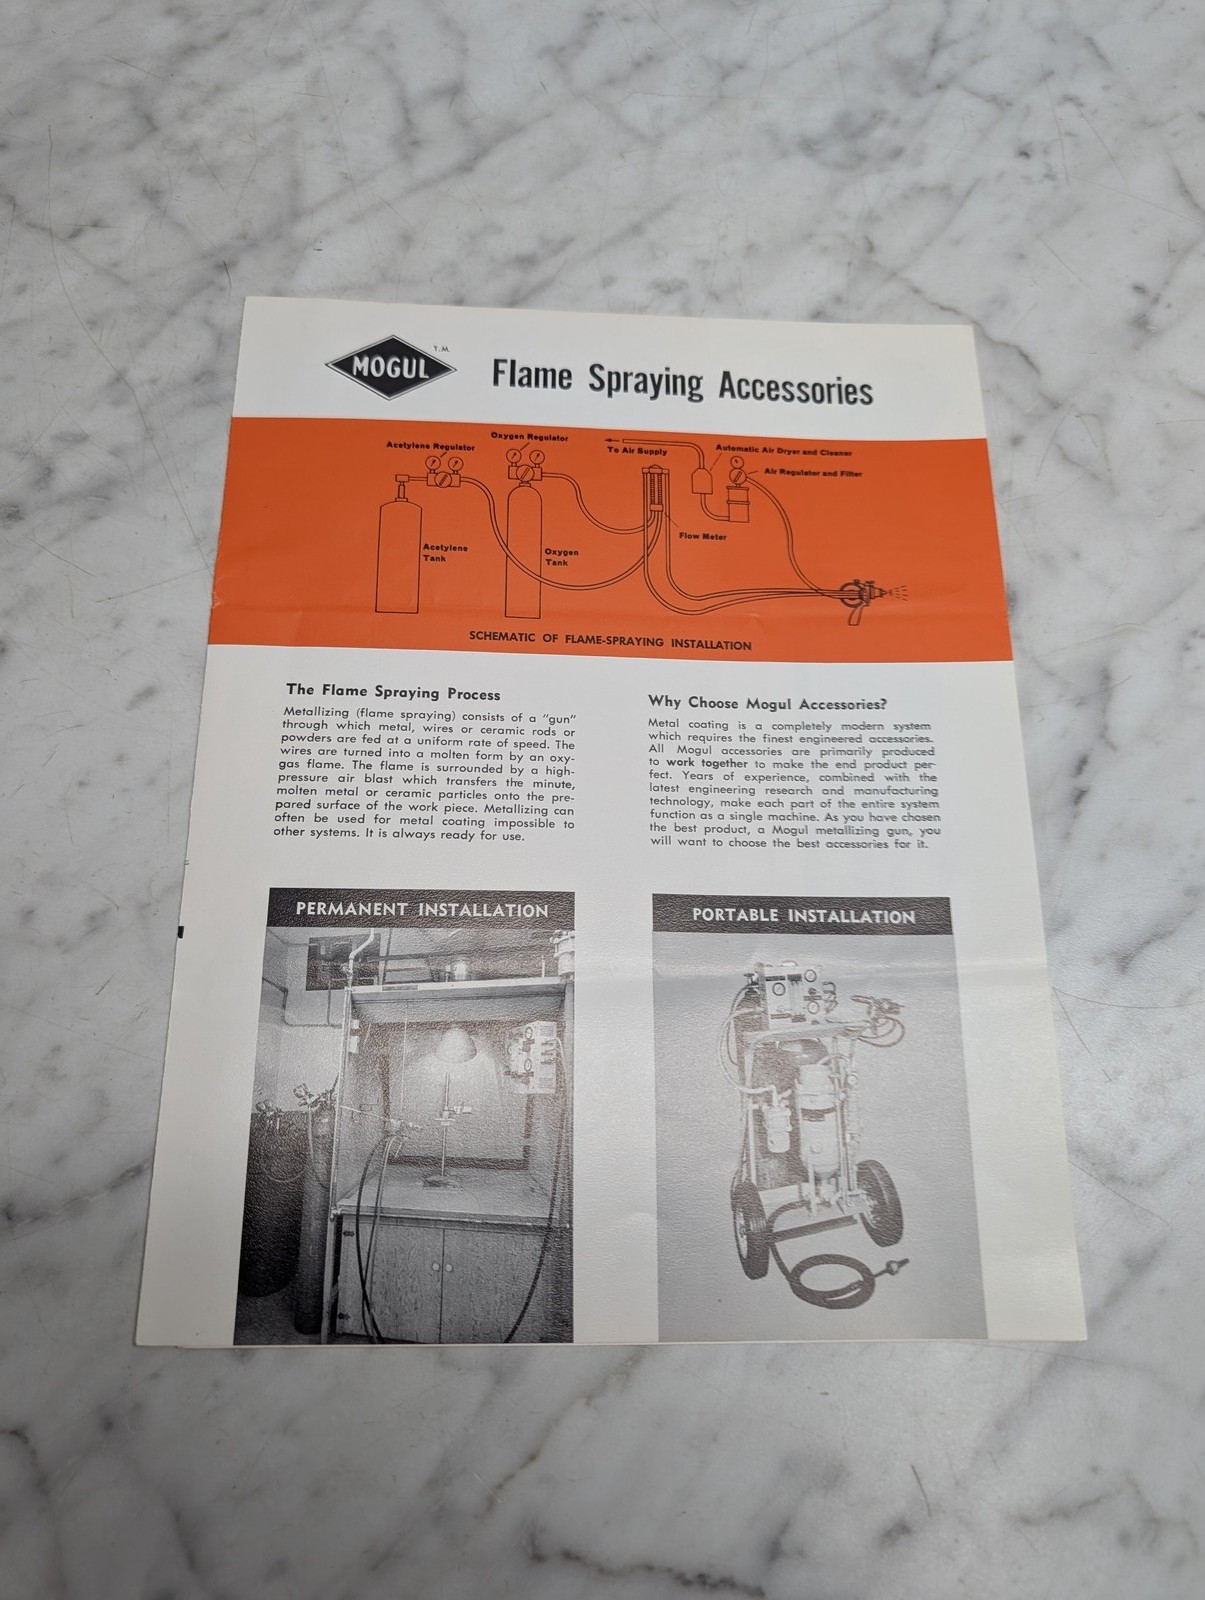 MOGUL T.M.
Flame Spraying Accessories
Acetylene Regulator
Oxygen Regulator
To Air Supply
Automatic Air Dryer and Cleaner
Air Regulator and Filter
Flow Meter
Acetylene
Tank
Oxygen
Tank
SCHEMATIC OF FLAME-SPRAYING INSTALLATION
The Flame Spraying Process
Metallizing (flame spraying) consists of a "gun"
through which metal, wires or ceramic rods or
powders are fed at a uniform rate of speed. The
wires are turned into a molten form by an oxy-
gas flame. The flame is surrounded by a high-
pressure air blast which transfers the minute,
molten metal or ceramic particles onto the pre-
pared surface of the work piece. Metallizing can
often be used for metal coating impossible to
other systems. It is always ready for use.
Why Choose Mogul Accessories?
Metal coating is a completely modern system
which requires the finest engineered accessories.
All Mogul accessories are primarily produced
to work together to make the end product per-
fect. Years of experience, combined with the
latest engineering research and manufacturing
technology, make each part of the entire system
function as a single machine. As you have chosen
the best product, a Mogul metallizing gun, you
will want to choose the best accessories for it.
PERMANENT INSTALLATION
PORTABLE INSTALLATION